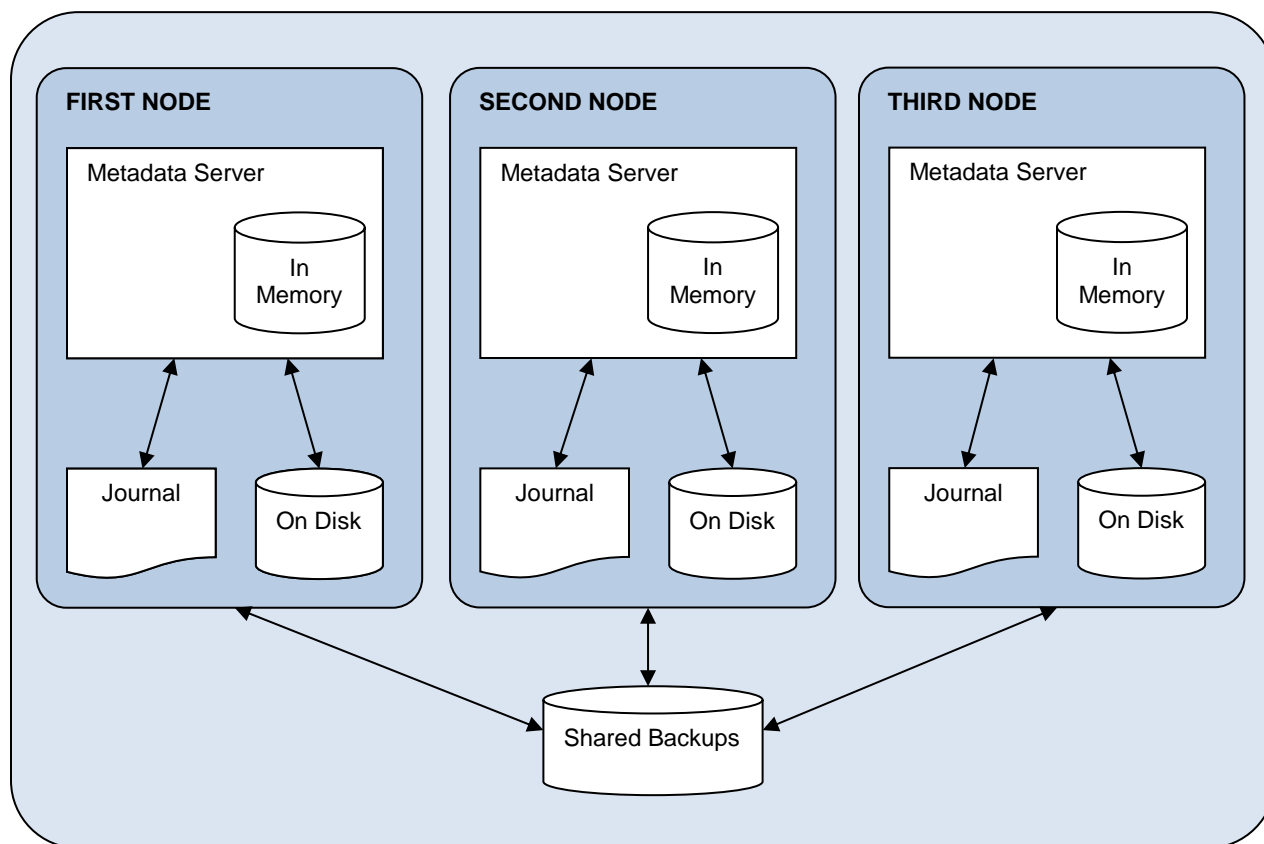 FIRST NODE
Metadata Server
In
Memory
Journal
On Disk
SECOND NODE
Metadata Server
In
Memory
Journal
On Disk
THIRD NODE
Metadata Server
In
Memory
Journal
On Disk
Shared Backups